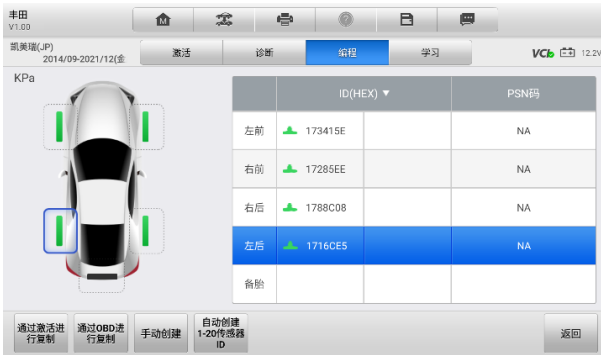 丰田
V1.00
凯美瑞(JP)
2014/09-2021/12(金
激活
诊断
编程
学习
VCI
12.2V
KPa
ID(HEX) ▼
PSN码
左前
173415E
NA
右前
17285EE
NA
右后
1788C08
NA
左后
1716CE5
NA
备胎
通过激活进
行复制
通过OBD进
行复制
手动创建
自动创建
1-20传感器
ID
返回